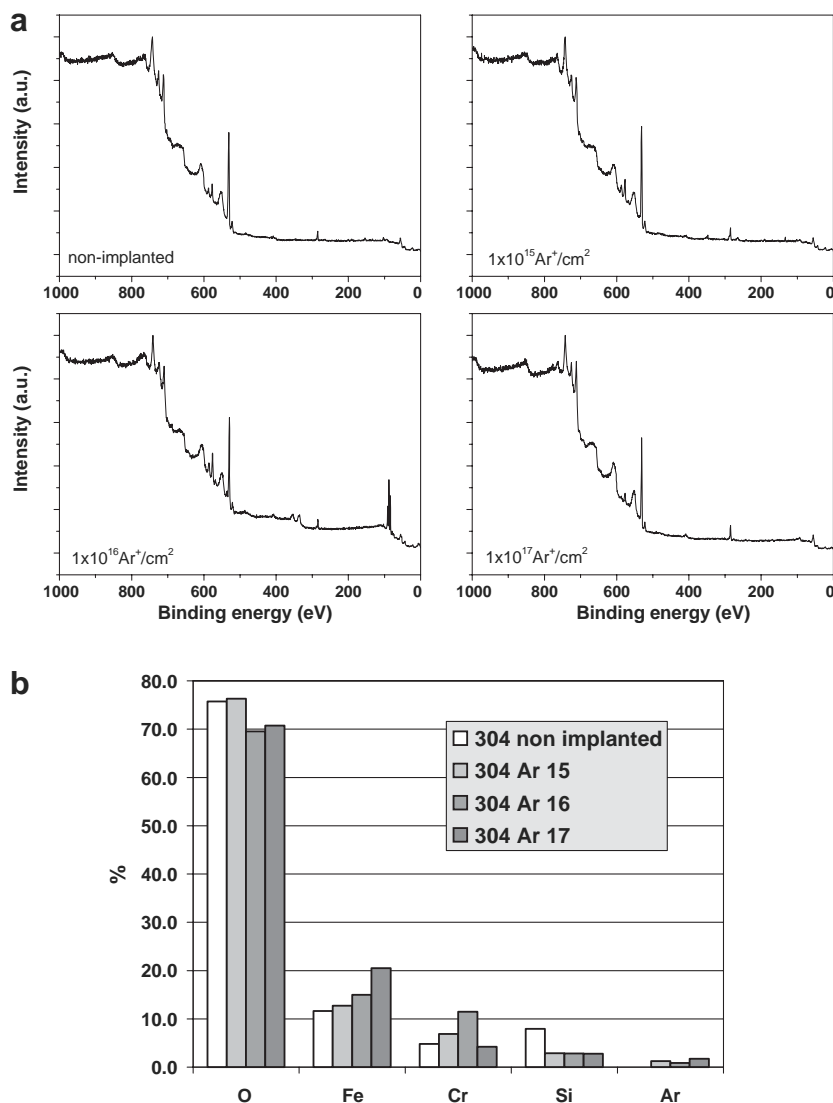 a
Intensity (a.u.)
non-implanted
1000 800 600 400 200 0
1x10¹⁵Ar⁺/cm²
1000 800 600 400 200 0
Intensity (a.u.)
1x10¹⁶Ar⁺/cm²
1000 800 600 400 200 0
Binding energy (eV)
1x10¹⁷Ar⁺/cm²
1000 800 600 400 200 0
Binding energy (eV)
b
%
80.0
70.0
60.0
50.0
40.0
30.0
20.0
10.0
0.0
304 non implanted
304 Ar 15
304 Ar 16
304 Ar 17
O Fe Cr Si Ar